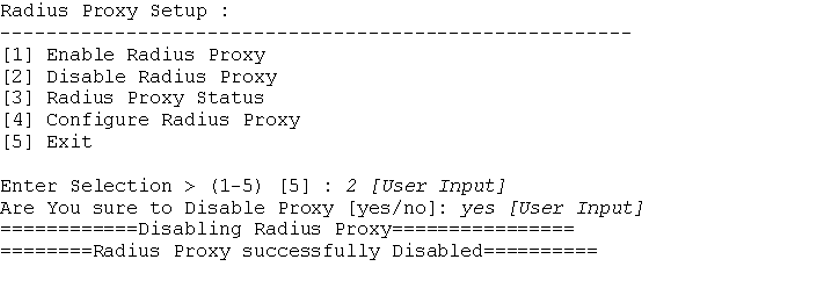 Radius Proxy Setup :
-------------------------------------------------------
[1] Enable Radius Proxy
[2] Disable Radius Proxy
[3] Radius Proxy Status
[4] Configure Radius Proxy
[5] Exit
Enter Selection > (1-5) [5] : 2 [User Input]
Are You sure to Disable Proxy [yes/no]: yes [User Input]
============Disabling Radius Proxy================
========Radius Proxy successfully Disabled==========